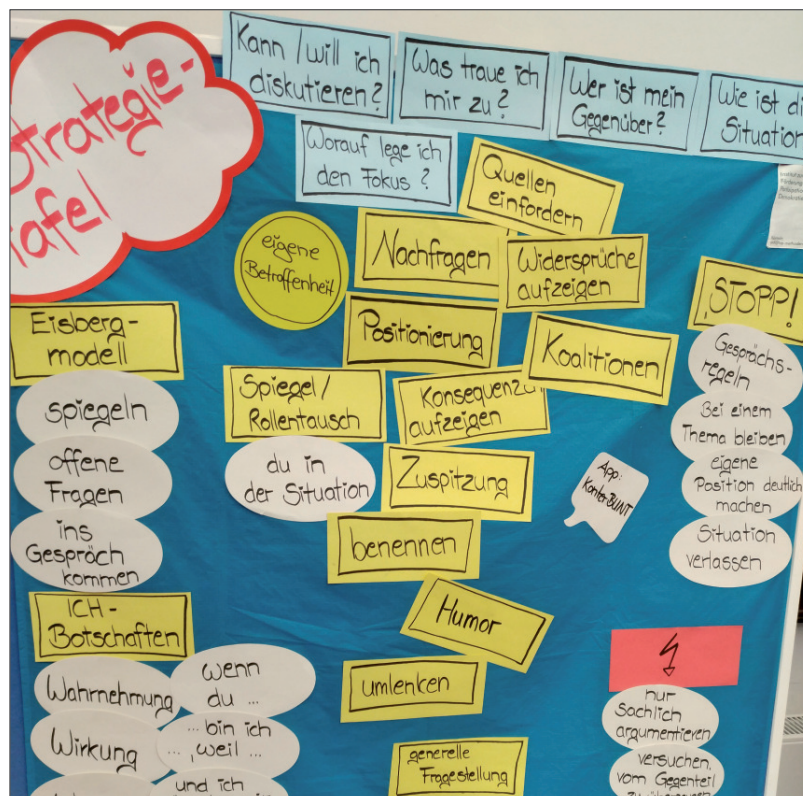 Strategie-
tafel
Kann / will ich
diskutieren?
Was traue ich
mir zu?
Wer ist mein
Gegenüber?
Wie ist di
Situation
Worauf lege ich
den Fokus?
Quellen
einfordern
eigene
Betroffenheit
Nachfragen
Widersprüche
aufzeigen
Positionierung
Koalitionen
Spiegel /
Rollentausch
du in
der Situation
Konsequenz
aufzeigen
Zuspitzung
benennen
Humor
umlenken
generelle
Fragestellung
App:
KonterBUNT
Eisberg-
modell
spiegeln
offene
Fragen
ins
Gespräch
kommen
ICH-
Botschaften
Wahrnehmung
wenn
du ...
Wirkung
... bin ich
..., weil ...
und ich
STOPP!
Gesprächs-
regeln
Bei einem
Thema bleiben
eigene
Position deutlich
machen
Situation
verlassen
nur
Sachlich
argumentieren
versuchen,
vom Gegenteil